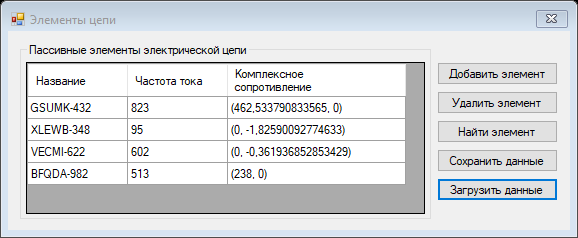 Элементы цепи
Пассивные элементы электрической цепи
Название Частота тока Комплексное
сопротивление
GSUMK-432 823 (462,533790833565, 0)
XLEWB-348 95 (0, -1,82590092774633)
VECMI-622 602 (0, -0,361936852853429)
BFQDA-982 513 (238, 0)
Добавить элемент
Удалить элемент
Найти элемент
Сохранить данные
Загрузить данные